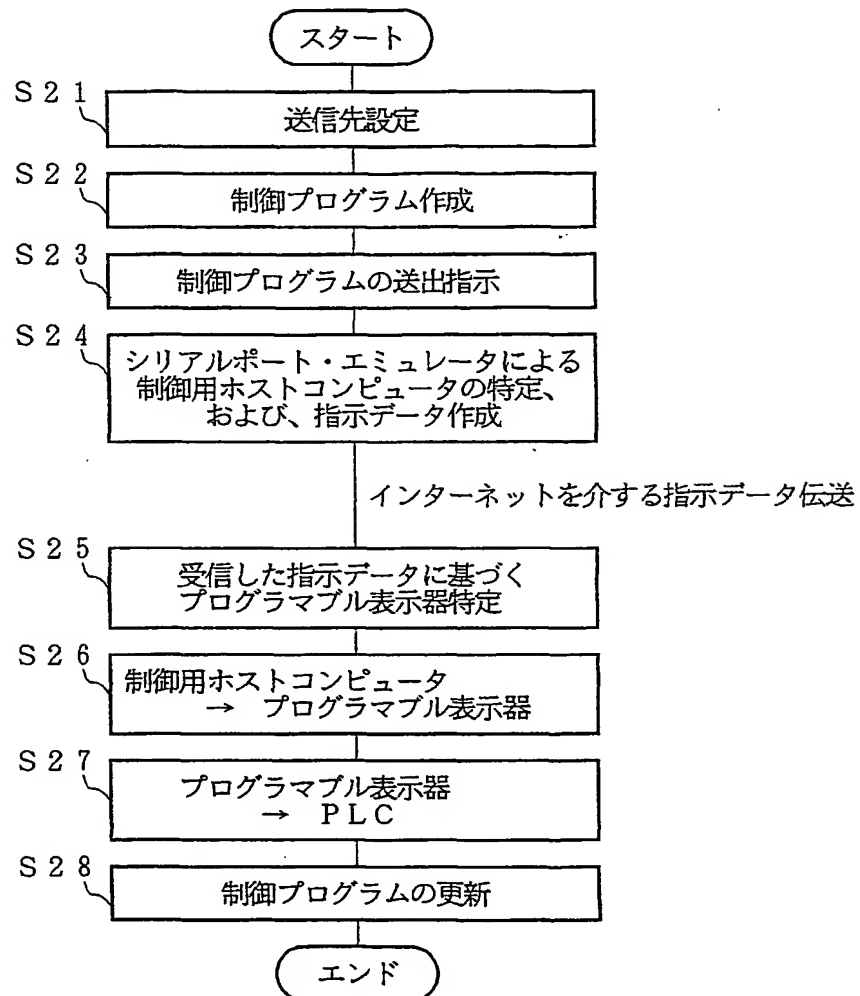 スタート
S21
送信先設定
S22
制御プログラム作成
S23
制御プログラムの送出指示
S24
シリアルポート・エミュレータによる
制御用ホストコンピュータの特定、
および、指示データ作成
インターネットを介する指示データ伝送
S25
受信した指示データに基づく
プログラマブル表示器特定
S26
制御用ホストコンピュータ
→ プログラマブル表示器
S27
プログラマブル表示器
→ PLC
S28
制御プログラムの更新
エンド